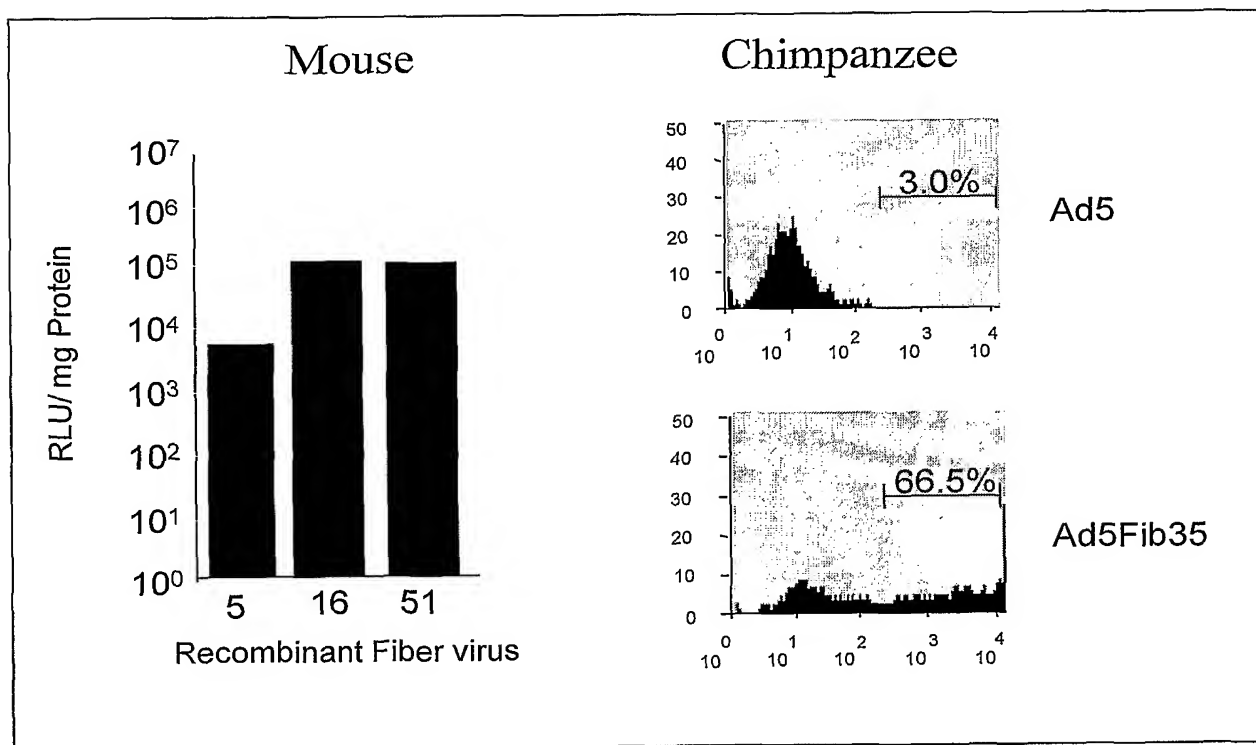 Mouse
RLU/ mg Protein
10⁷
10⁶
10⁵
10⁴
10³
10²
10¹
10⁰
5 16 51
Recombinant Fiber virus
Chimpanzee
50
40
30
20
10
0
3.0%
10⁰ 10¹ 10² 10³ 10⁴
Ad5
50
40
30
20
10
0
66.5%
10⁰ 10¹ 10² 10³ 10⁴
Ad5Fib35